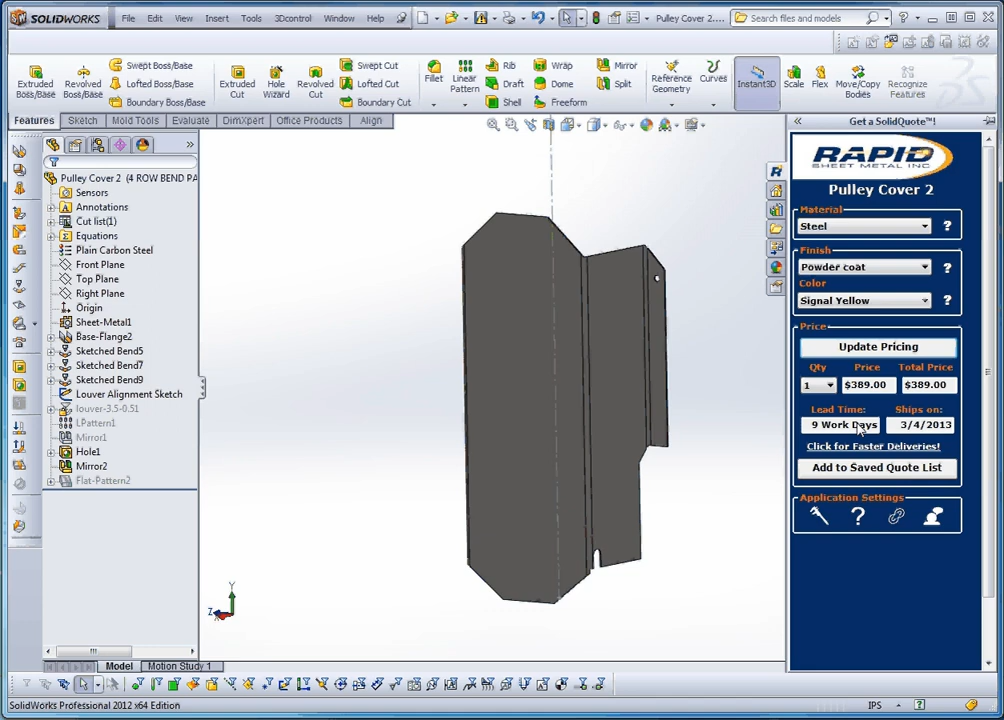 SOLIDWORKS File Edit View Insert Tools 3Dcontrol Window Help Pulley Cover 2.... Search files and models
Extruded Boss/Base
Revolved Boss/Base
Swept Boss/Base
Lofted Boss/Base
Boundary Boss/Base
Extruded Cut
Hole Wizard
Revolved Cut
Swept Cut
Lofted Cut
Boundary Cut
Fillet
Linear Pattern
Rib
Draft
Shell
Wrap
Dome
Freeform
Mirror
Split
Reference Geometry
Curves
Instant3D
Scale
Flex
Move/Copy Bodies
Recognize Features
Features Sketch Mold Tools Evaluate DimXpert Office Products Align
Pulley Cover 2 (4 ROW BEND PA
Sensors
Annotations
Cut list(1)
Equations
Plain Carbon Steel
Front Plane
Top Plane
Right Plane
Origin
Sheet-Metal1
Base-Flange2
Sketched Bend5
Sketched Bend7
Sketched Bend9
Louver Alignment Sketch
louver-3.5-0.51
LPattern1
Mirror1
Hole1
Mirror2
Flat-Pattern2
Y
Z
X
Get a SolidQuote™!
RAPID
SHEET METAL INC
Pulley Cover 2
Material
Steel ?
Finish
Powder coat ?
Color
Signal Yellow ?
Price
Update Pricing
Qty Price Total Price
1 $389.00 $389.00
Lead Time: Ships on:
9 Work Days 3/4/2013
Click for Faster Deliveries!
Add to Saved Quote List
Application Settings
?
Model Motion Study 1
SolidWorks Professional 2012 x64 Edition IPS ?